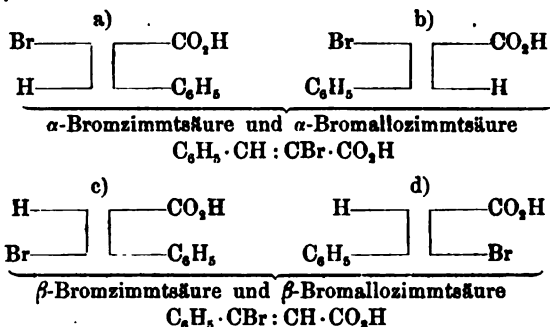 a) b)
Br CO₂H Br CO₂H
H C₆H₅ C₆H₅ H
α-Bromzimmtsäure und α-Bromallozimmtsäure
C₆H₅·CH : CBr·CO₂H
c) d)
H CO₂H H CO₂H
Br C₆H₅ C₆H₅ Br
β-Bromzimmtsäure und β-Bromallozimmtsäure
C₆H₅·CBr : CH·CO₂H